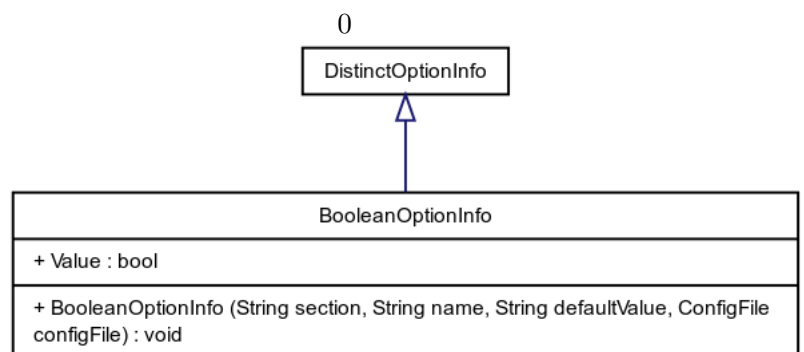 0
DistinctOptionInfo
BooleanOptionInfo
+ Value : bool
+ BooleanOptionInfo (String section, String name, String defaultValue, ConfigFile
configFile) : void